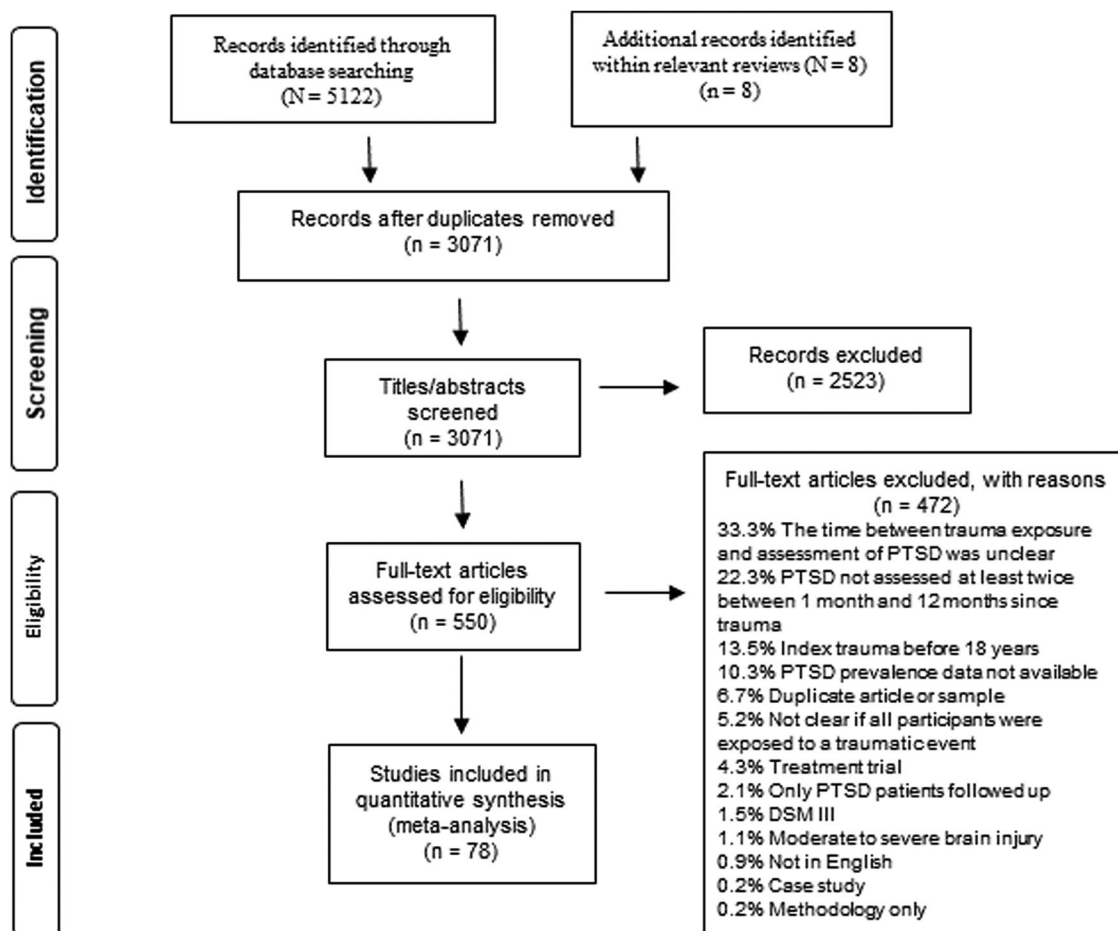 Identification
Records identified through
database searching
(N = 5122)
Additional records identified
within relevant reviews (N = 8)
(n = 8)
Records after duplicates removed
(n = 3071)
Screening
Titles/abstracts
screened
(n = 3071)
Records excluded
(n = 2523)
Eligibility
Full-text articles
assessed for eligibility
(n = 550)
Full-text articles excluded, with reasons
(n = 472)
33.3% The time between trauma exposure
and assessment of PTSD was unclear
22.3% PTSD not assessed at least twice
between 1 month and 12 months since
trauma
13.5% Index trauma before 18 years
10.3% PTSD prevalence data not available
6.7% Duplicate article or sample
5.2% Not clear if all participants were
exposed to a traumatic event
4.3% Treatment trial
2.1% Only PTSD patients followed up
1.5% DSM III
1.1% Moderate to severe brain injury
0.9% Not in English
0.2% Case study
0.2% Methodology only
Included
Studies included in
quantitative synthesis
(meta-analysis)
(n = 78)